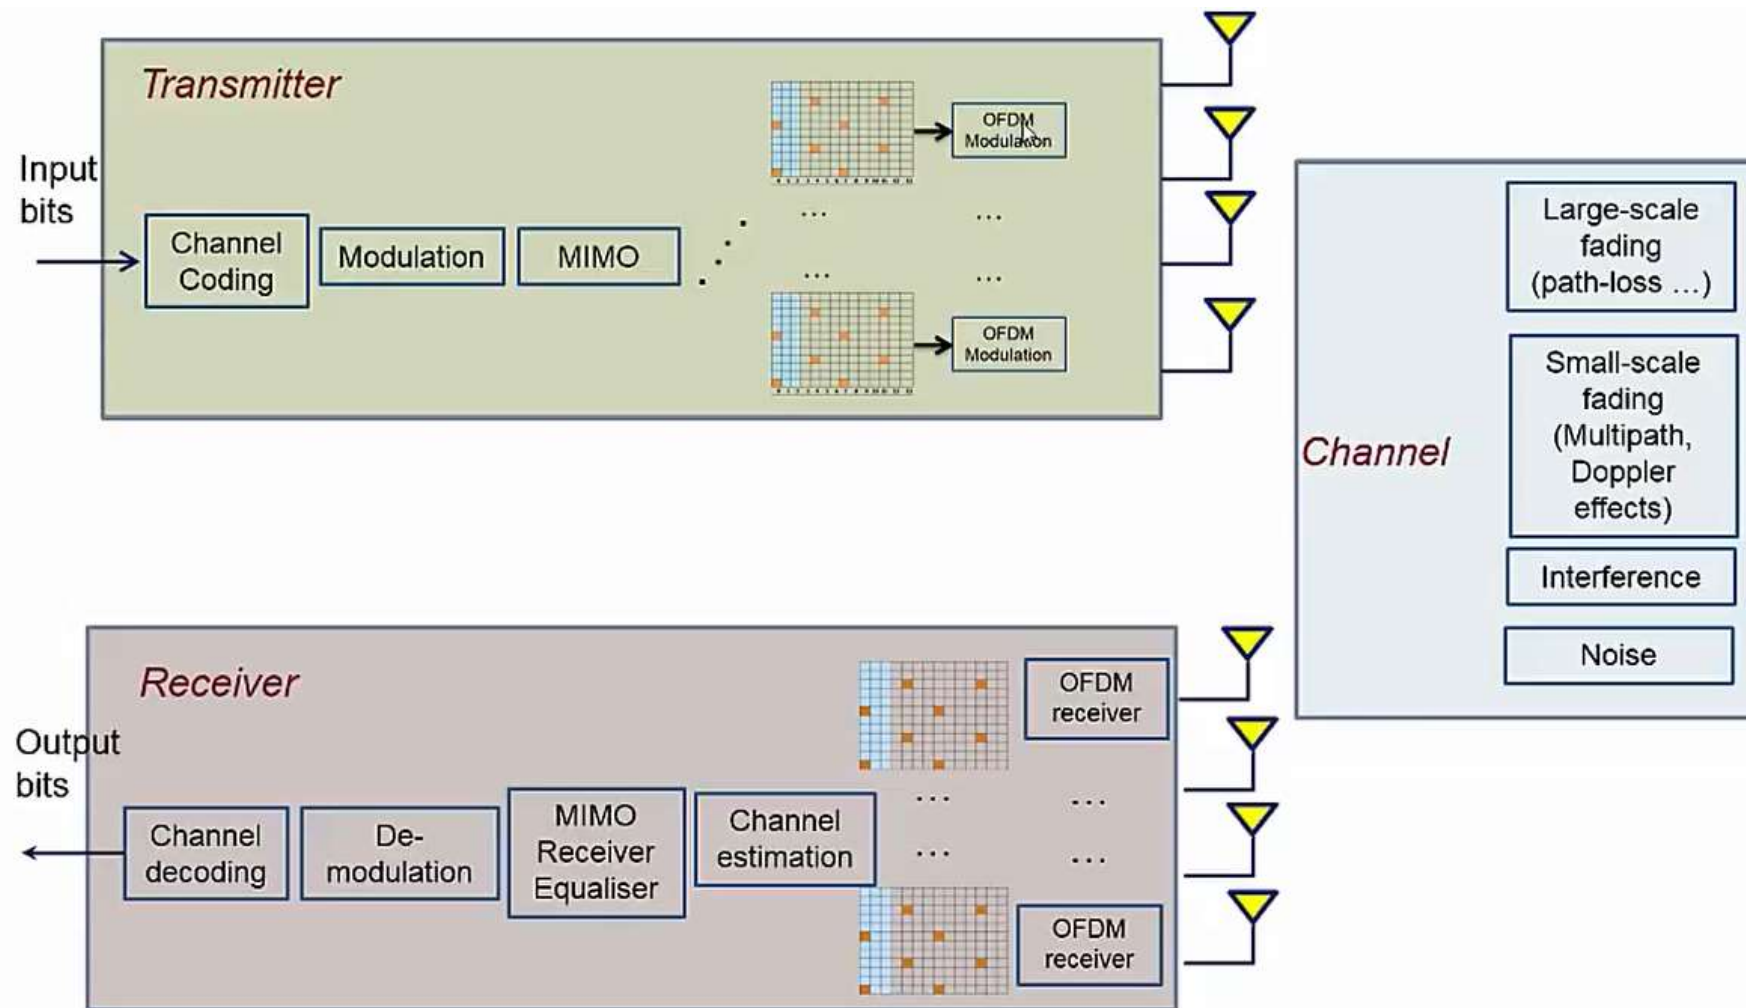 Transmitter
Input
bits
Channel
Coding
Modulation
MIMO
OFDM
Modulation
...
...
...
...
OFDM
Modulation
Channel
Large-scale
fading
(path-loss ...)
Small-scale
fading
(Multipath,
Doppler
effects)
Interference
Noise
Receiver
Output
bits
Channel
decoding
De-
modulation
MIMO
Receiver
Equaliser
Channel
estimation
OFDM
receiver
...
...
...
...
OFDM
receiver